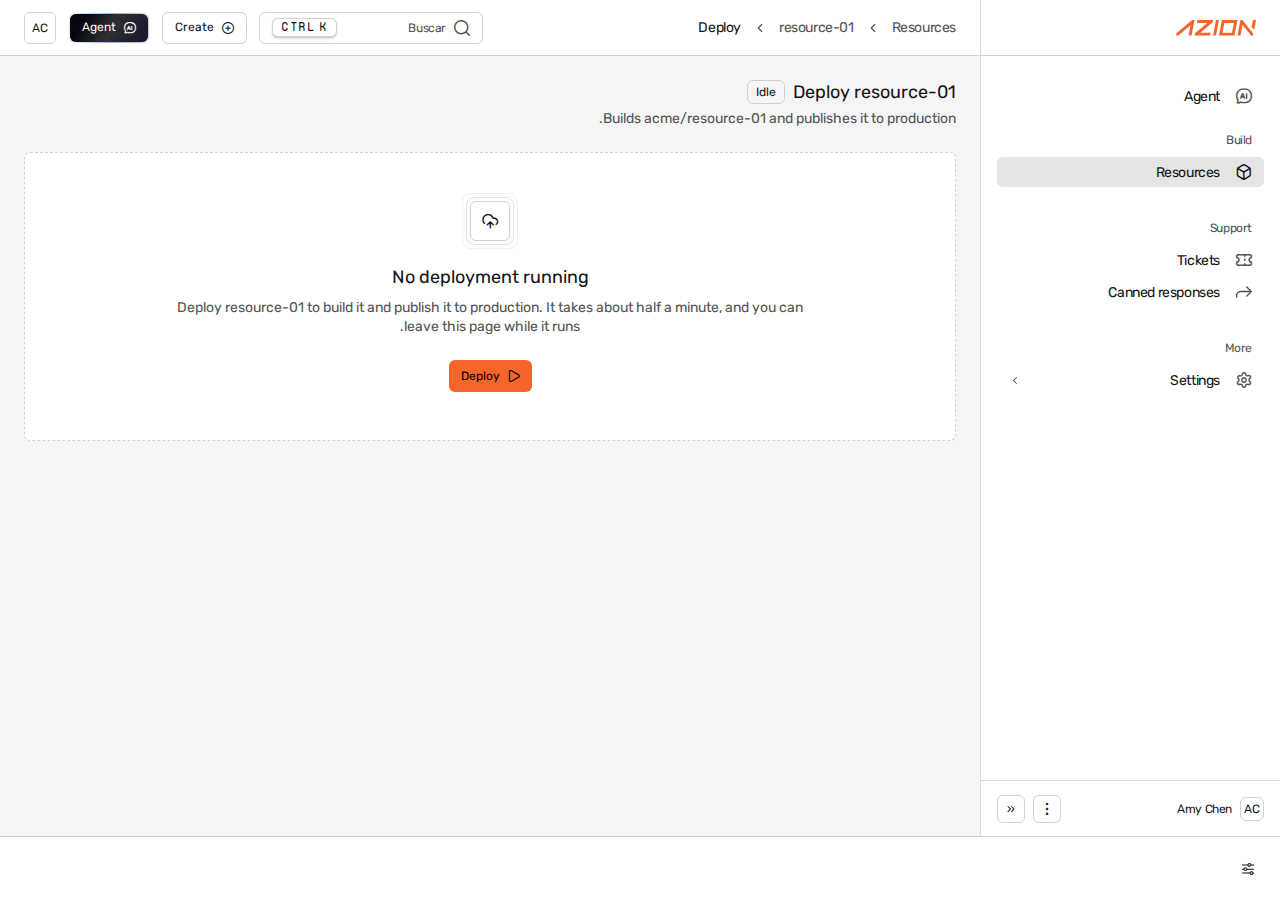 AZION
Resources
resource-01
Deploy
Buscar
CTRL K
Create
Agent
AC
Agent
Build
Resources
Support
Tickets
Canned responses
More
Settings
Deploy resource-01
Idle
.Builds acme/resource-01 and publishes it to production
No deployment running
Deploy resource-01 to build it and publish it to production. It takes about half a minute, and you can
.leave this page while it runs
Deploy
AC
Amy Chen